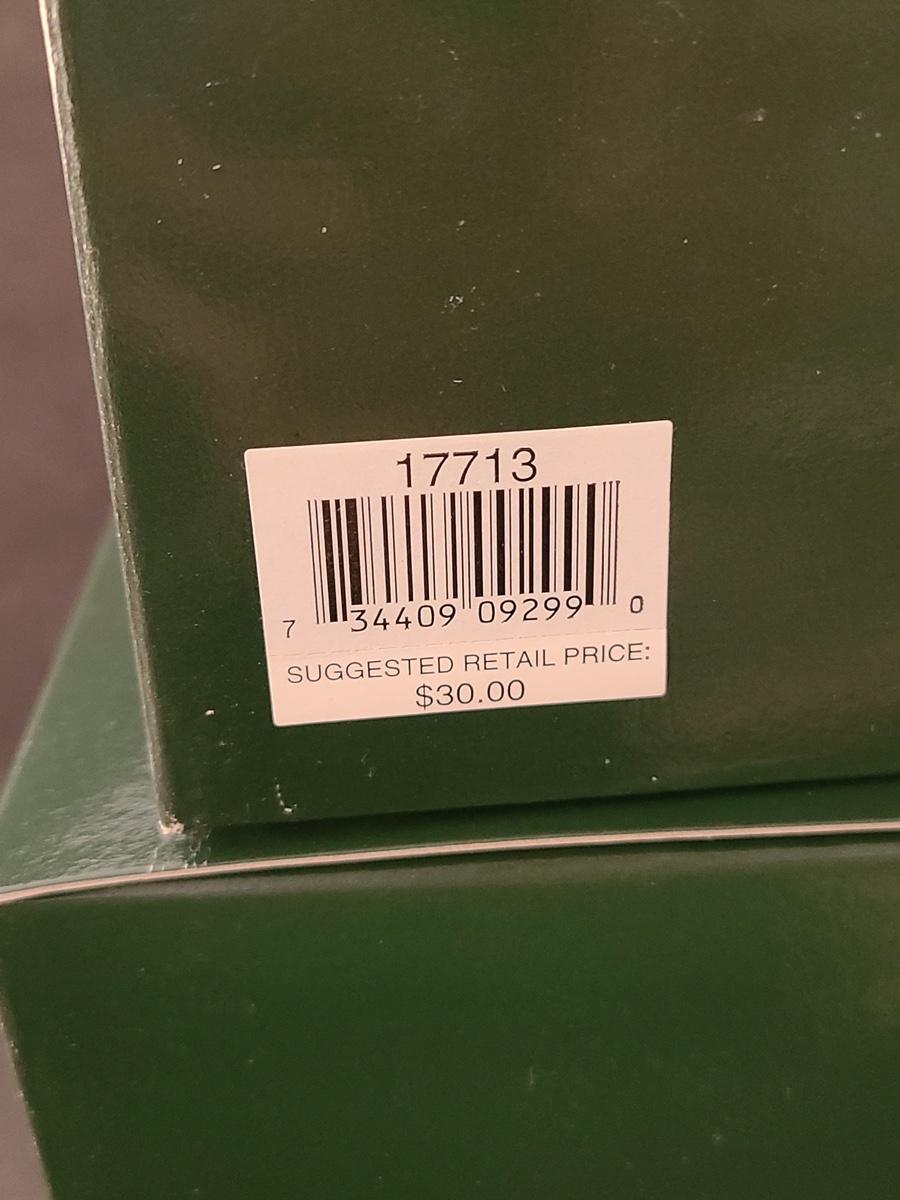 17713
7 34409 09299 0
SUGGESTED RETAIL PRICE:
$30.00